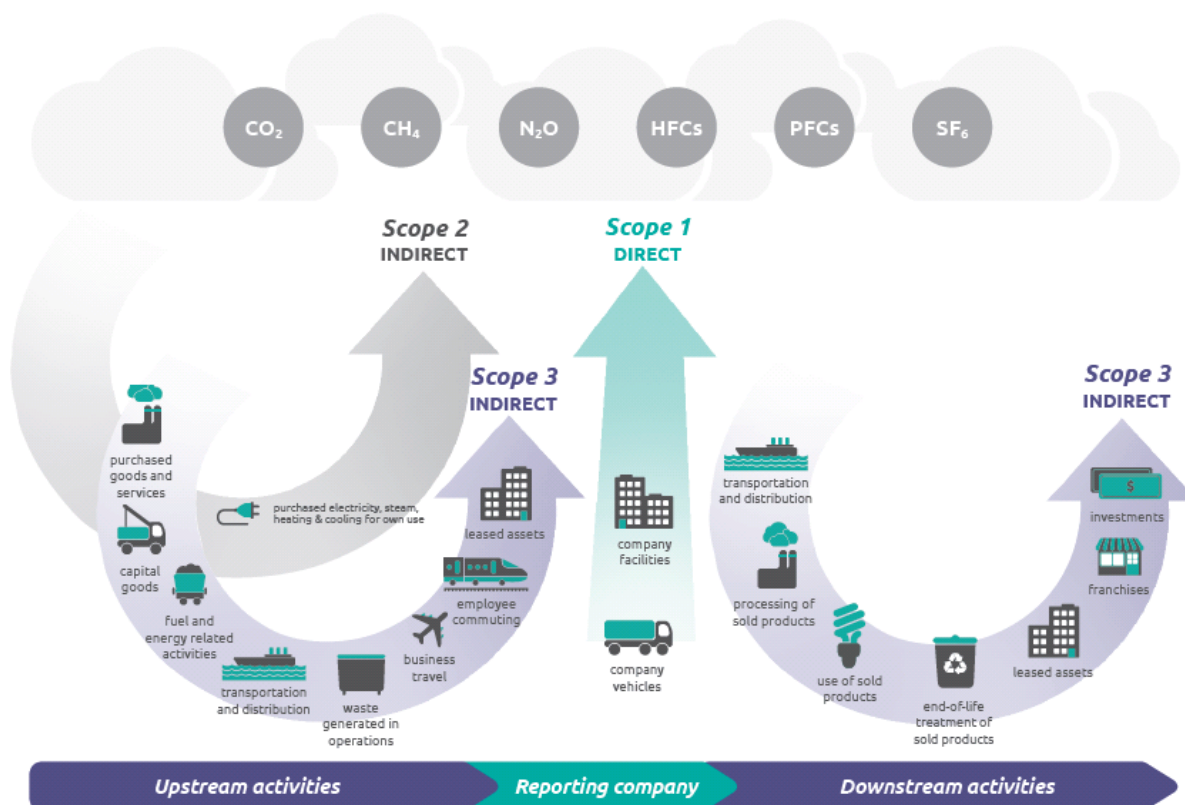 CO₂
CH₄
N₂O
HFCs
PFCs
SF₆
Scope 2
INDIRECT
Scope 1
DIRECT
Scope 3
INDIRECT
Scope 3
INDIRECT
purchased
goods and
services
capital
goods
fuel and
energy related
activities
transportation
and distribution
waste
generated in
operations
business
travel
employee
commuting
leased assets
purchased electricity, steam,
heating & cooling for own use
company
facilities
company
vehicles
transportation
and distribution
processing of
sold products
use of sold
products
end-of-life
treatment of
sold products
leased assets
franchises
$
investments
Upstream activities
Reporting company
Downstream activities